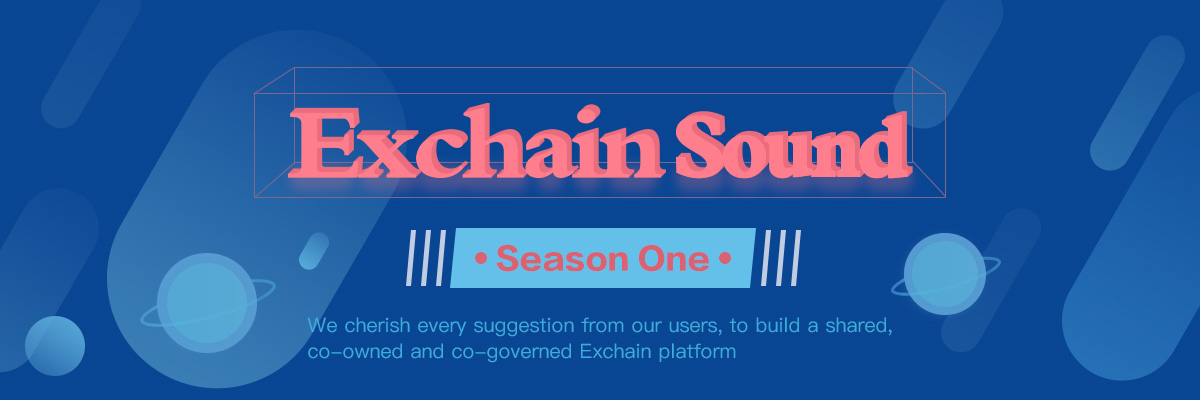 Exchain Sound
• Season One •
We cherish every suggestion from our users, to build a shared,
co-owned and co-governed Exchain platform